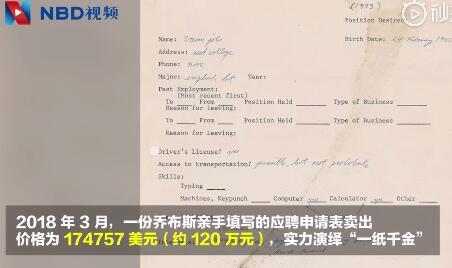 NBD视频
秒拍
(1973)
Position Desired
Name: Steven jobs
Birth Date: 24 February 1955
Address: reed college
Phone: none
Major: english lit Year:
Past Employment:
(Most recent first)
To From Position Held Type of Business
Reason for leaving:
To From Position Held Type of Business
Reason for leaving:
Driver's License? yes
Access to transportation? possible, but not probable
Skills:
Typing
Machines, Keypunch Computer yes Calculator yes Other
2018 年 3 月，一份乔布斯亲手填写的应聘申请表卖出
价格为 174757 美元（约 120 万元），实力演绎“一纸千金”